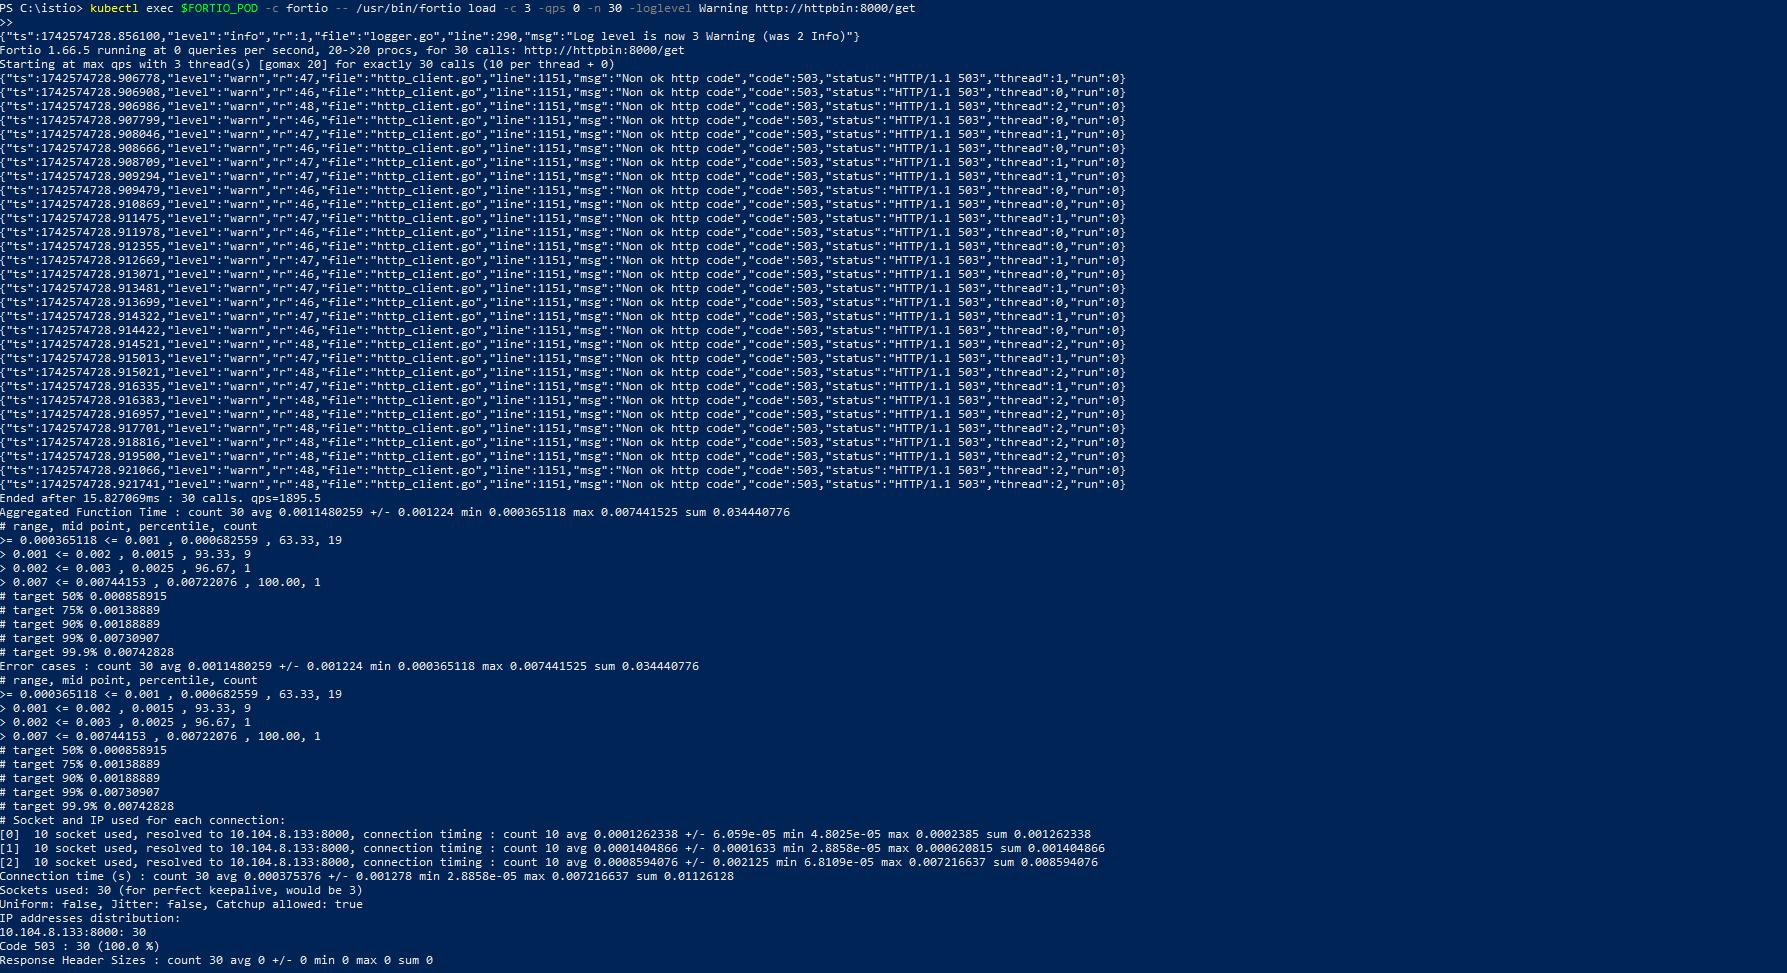 PS C:\istio> kubectl exec $FORTIO_POD -c fortio -- /usr/bin/fortio load -c 3 -qps 0 -n 30 -loglevel Warning http://httpbin:8000/get
>>
{"ts":1742574728.856100,"level":"info","r":1,"file":"logger.go","line":290,"msg":"Log level is now 3 Warning (was 2 Info)"}
Fortio 1.66.5 running at 0 queries per second, 20->20 procs, for 30 calls: http://httpbin:8000/get
Starting at max qps with 3 thread(s) [gomax 20] for exactly 30 calls (10 per thread + 0)
{"ts":1742574728.906778,"level":"warn","r":47,"file":"http_client.go","line":1151,"msg":"Non ok http code","code":503,"status":"HTTP/1.1 503","thread":1,"run":0}
{"ts":1742574728.906908,"level":"warn","r":46,"file":"http_client.go","line":1151,"msg":"Non ok http code","code":503,"status":"HTTP/1.1 503","thread":0,"run":0}
{"ts":1742574728.906986,"level":"warn","r":48,"file":"http_client.go","line":1151,"msg":"Non ok http code","code":503,"status":"HTTP/1.1 503","thread":2,"run":0}
{"ts":1742574728.907799,"level":"warn","r":46,"file":"http_client.go","line":1151,"msg":"Non ok http code","code":503,"status":"HTTP/1.1 503","thread":0,"run":0}
{"ts":1742574728.908046,"level":"warn","r":47,"file":"http_client.go","line":1151,"msg":"Non ok http code","code":503,"status":"HTTP/1.1 503","thread":1,"run":0}
{"ts":1742574728.908666,"level":"warn","r":46,"file":"http_client.go","line":1151,"msg":"Non ok http code","code":503,"status":"HTTP/1.1 503","thread":0,"run":0}
{"ts":1742574728.908709,"level":"warn","r":47,"file":"http_client.go","line":1151,"msg":"Non ok http code","code":503,"status":"HTTP/1.1 503","thread":1,"run":0}
{"ts":1742574728.909294,"level":"warn","r":47,"file":"http_client.go","line":1151,"msg":"Non ok http code","code":503,"status":"HTTP/1.1 503","thread":1,"run":0}
{"ts":1742574728.909479,"level":"warn","r":46,"file":"http_client.go","line":1151,"msg":"Non ok http code","code":503,"status":"HTTP/1.1 503","thread":0,"run":0}
{"ts":1742574728.910869,"level":"warn","r":46,"file":"http_client.go","line":1151,"msg":"Non ok http code","code":503,"status":"HTTP/1.1 503","thread":0,"run":0}
{"ts":1742574728.911475,"level":"warn","r":47,"file":"http_client.go","line":1151,"msg":"Non ok http code","code":503,"status":"HTTP/1.1 503","thread":1,"run":0}
{"ts":1742574728.911978,"level":"warn","r":46,"file":"http_client.go","line":1151,"msg":"Non ok http code","code":503,"status":"HTTP/1.1 503","thread":0,"run":0}
{"ts":1742574728.912355,"level":"warn","r":46,"file":"http_client.go","line":1151,"msg":"Non ok http code","code":503,"status":"HTTP/1.1 503","thread":0,"run":0}
{"ts":1742574728.912669,"level":"warn","r":47,"file":"http_client.go","line":1151,"msg":"Non ok http code","code":503,"status":"HTTP/1.1 503","thread":1,"run":0}
{"ts":1742574728.913071,"level":"warn","r":46,"file":"http_client.go","line":1151,"msg":"Non ok http code","code":503,"status":"HTTP/1.1 503","thread":0,"run":0}
{"ts":1742574728.913481,"level":"warn","r":47,"file":"http_client.go","line":1151,"msg":"Non ok http code","code":503,"status":"HTTP/1.1 503","thread":1,"run":0}
{"ts":1742574728.913699,"level":"warn","r":46,"file":"http_client.go","line":1151,"msg":"Non ok http code","code":503,"status":"HTTP/1.1 503","thread":0,"run":0}
{"ts":1742574728.914322,"level":"warn","r":47,"file":"http_client.go","line":1151,"msg":"Non ok http code","code":503,"status":"HTTP/1.1 503","thread":1,"run":0}
{"ts":1742574728.914422,"level":"warn","r":46,"file":"http_client.go","line":1151,"msg":"Non ok http code","code":503,"status":"HTTP/1.1 503","thread":0,"run":0}
{"ts":1742574728.914521,"level":"warn","r":48,"file":"http_client.go","line":1151,"msg":"Non ok http code","code":503,"status":"HTTP/1.1 503","thread":2,"run":0}
{"ts":1742574728.915013,"level":"warn","r":47,"file":"http_client.go","line":1151,"msg":"Non ok http code","code":503,"status":"HTTP/1.1 503","thread":1,"run":0}
{"ts":1742574728.915021,"level":"warn","r":48,"file":"http_client.go","line":1151,"msg":"Non ok http code","code":503,"status":"HTTP/1.1 503","thread":2,"run":0}
{"ts":1742574728.916335,"level":"warn","r":47,"file":"http_client.go","line":1151,"msg":"Non ok http code","code":503,"status":"HTTP/1.1 503","thread":1,"run":0}
{"ts":1742574728.916383,"level":"warn","r":48,"file":"http_client.go","line":1151,"msg":"Non ok http code","code":503,"status":"HTTP/1.1 503","thread":2,"run":0}
{"ts":1742574728.916957,"level":"warn","r":48,"file":"http_client.go","line":1151,"msg":"Non ok http code","code":503,"status":"HTTP/1.1 503","thread":2,"run":0}
{"ts":1742574728.917701,"level":"warn","r":48,"file":"http_client.go","line":1151,"msg":"Non ok http code","code":503,"status":"HTTP/1.1 503","thread":2,"run":0}
{"ts":1742574728.918816,"level":"warn","r":48,"file":"http_client.go","line":1151,"msg":"Non ok http code","code":503,"status":"HTTP/1.1 503","thread":2,"run":0}
{"ts":1742574728.919500,"level":"warn","r":48,"file":"http_client.go","line":1151,"msg":"Non ok http code","code":503,"status":"HTTP/1.1 503","thread":2,"run":0}
{"ts":1742574728.921066,"level":"warn","r":48,"file":"http_client.go","line":1151,"msg":"Non ok http code","code":503,"status":"HTTP/1.1 503","thread":2,"run":0}
{"ts":1742574728.921741,"level":"warn","r":48,"file":"http_client.go","line":1151,"msg":"Non ok http code","code":503,"status":"HTTP/1.1 503","thread":2,"run":0}
Ended after 15.827069ms : 30 calls. qps=1895.5
Aggregated Function Time : count 30 avg 0.0011480259 +/- 0.001224 min 0.000365118 max 0.007441525 sum 0.034440776
# range, mid point, percentile, count
>= 0.000365118 <= 0.001 , 0.000682559 , 63.33, 19
> 0.001 <= 0.002 , 0.0015 , 93.33, 9
> 0.002 <= 0.003 , 0.0025 , 96.67, 1
> 0.007 <= 0.00744153 , 0.00722076 , 100.00, 1
# target 50% 0.000858915
# target 75% 0.00138889
# target 90% 0.00188889
# target 99% 0.00730907
# target 99.9% 0.00742828
Error cases : count 30 avg 0.0011480259 +/- 0.001224 min 0.000365118 max 0.007441525 sum 0.034440776
# range, mid point, percentile, count
>= 0.000365118 <= 0.001 , 0.000682559 , 63.33, 19
> 0.001 <= 0.002 , 0.0015 , 93.33, 9
> 0.002 <= 0.003 , 0.0025 , 96.67, 1
> 0.007 <= 0.00744153 , 0.00722076 , 100.00, 1
# target 50% 0.000858915
# target 75% 0.00138889
# target 90% 0.00188889
# target 99% 0.00730907
# target 99.9% 0.00742828
# Socket and IP used for each connection:
[0]  10 socket used, resolved to 10.104.8.133:8000, connection timing : count 10 avg 0.0001262338 +/- 6.059e-05 min 4.8025e-05 max 0.0002385 sum 0.001262338
[1]  10 socket used, resolved to 10.104.8.133:8000, connection timing : count 10 avg 0.0001404866 +/- 0.0001633 min 2.8858e-05 max 0.000620815 sum 0.001404866
[2]  10 socket used, resolved to 10.104.8.133:8000, connection timing : count 10 avg 0.0008594076 +/- 0.002125 min 6.8109e-05 max 0.007216637 sum 0.008594076
Connection time (s) : count 30 avg 0.000375376 +/- 0.001278 min 2.8858e-05 max 0.007216637 sum 0.01126128
Sockets used: 30 (for perfect keepalive, would be 3)
Uniform: false, Jitter: false, Catchup allowed: true
IP addresses distribution:
10.104.8.133:8000: 30
Code 503 : 30 (100.0 %)
Response Header Sizes : count 30 avg 0 +/- 0 min 0 max 0 sum 0